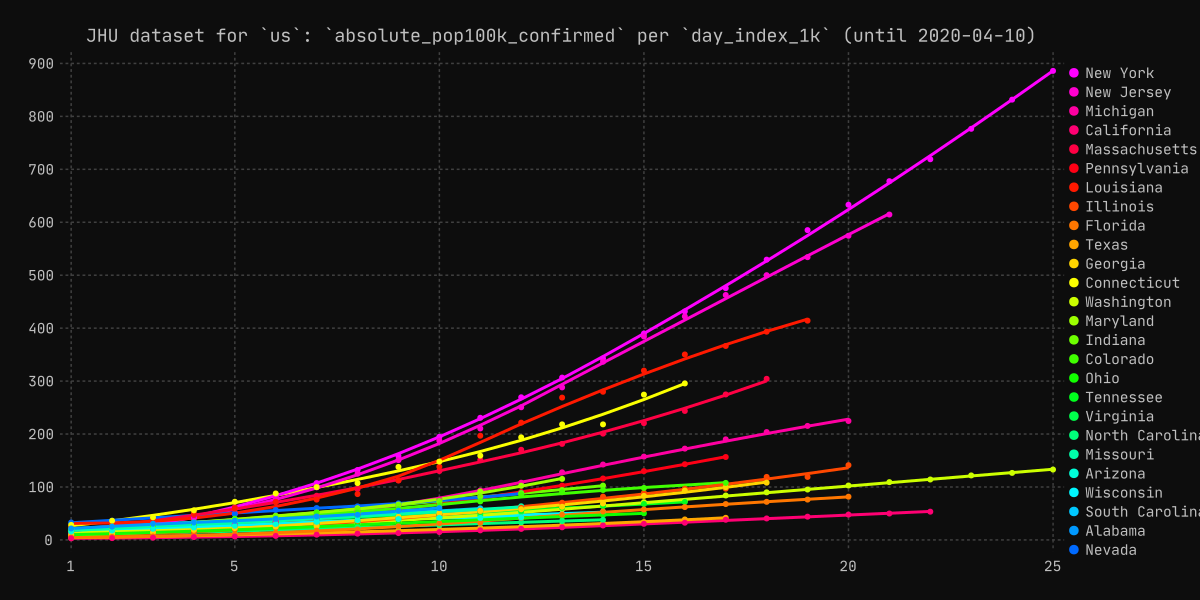 JHU dataset for `us`: `absolute_pop100k_confirmed` per `day_index_1k` (until 2020-04-10)
900
800
700
600
500
400
300
200
100
0
1 5 10 15 20 25
New York
New Jersey
Michigan
California
Massachusetts
Pennsylvania
Louisiana
Illinois
Florida
Texas
Georgia
Connecticut
Washington
Maryland
Indiana
Colorado
Ohio
Tennessee
Virginia
North Carolina
Missouri
Arizona
Wisconsin
South Carolina
Alabama
Nevada